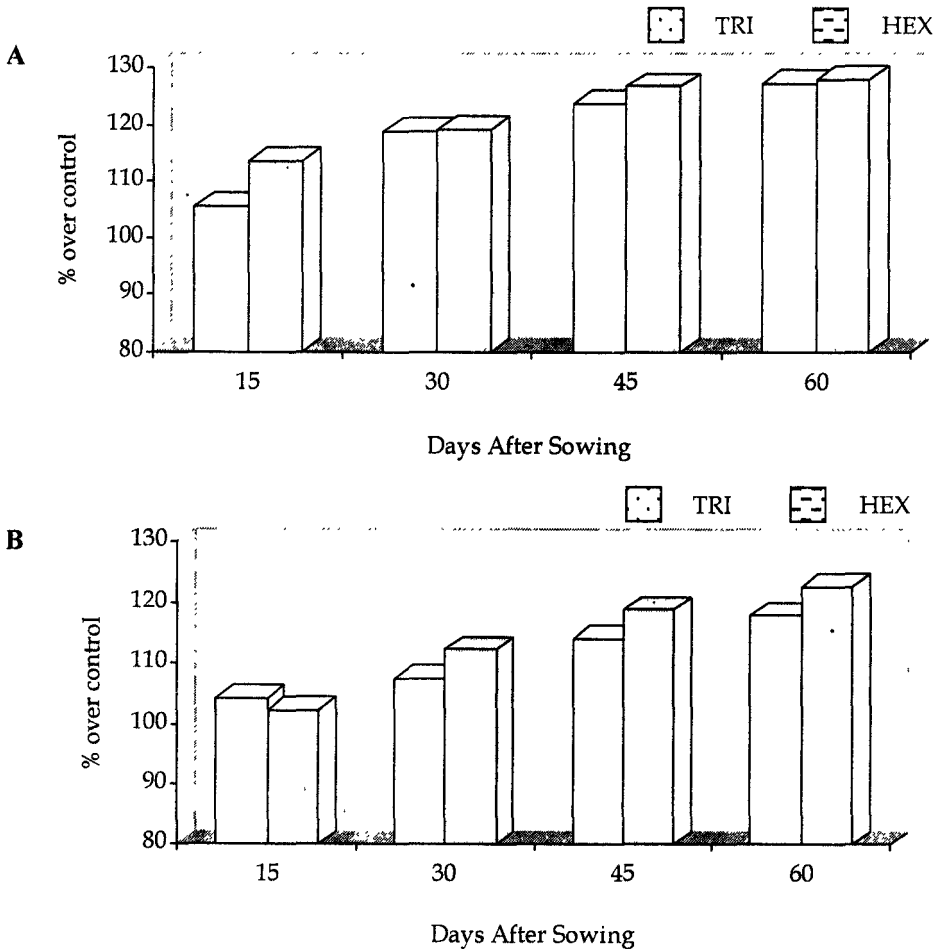 TRI HEX
A
130
120
110
100
90
80
% over control
15 30 45 60
Days After Sowing
TRI HEX
B
130
120
110
100
90
80
% over control
15 30 45 60
Days After Sowing